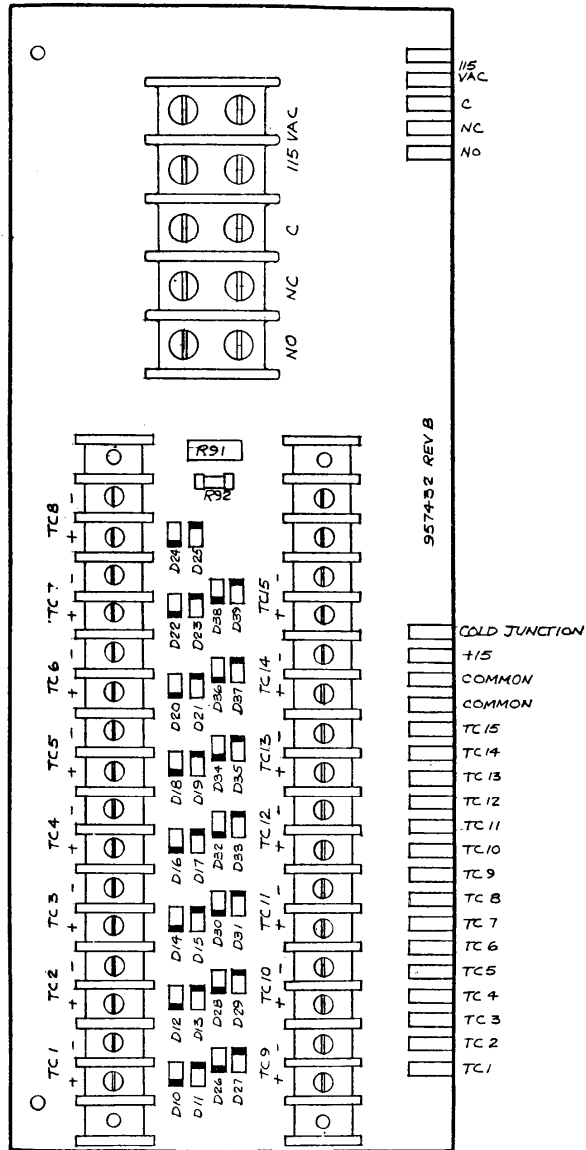 115
VAC
C
NC
NO
115 VAC
C
NC
NO
R91
R92
9574-32 REV B
TC8
- +
TC7
- +
TC6
- +
TC5
- +
TC4
- +
TC3
- +
TC2
- +
TC1
- +
D24
D25
D22
D23
D38
D39
D20
D21
D36
D37
D18
D19
D34
D35
D16
D17
D32
D33
D14
D15
D30
D31
D12
D13
D28
D29
D10
D11
D26
D27
TC15
- +
TC14
- +
TC13
- +
TC12
- +
TC11
- +
TC10
- +
TC9
- +
COLD JUNCTION
+15
COMMON
COMMON
TC15
TC14
TC13
TC12
TC11
TC10
TC9
TC8
TC7
TC6
TC5
TC4
TC3
TC2
TC1